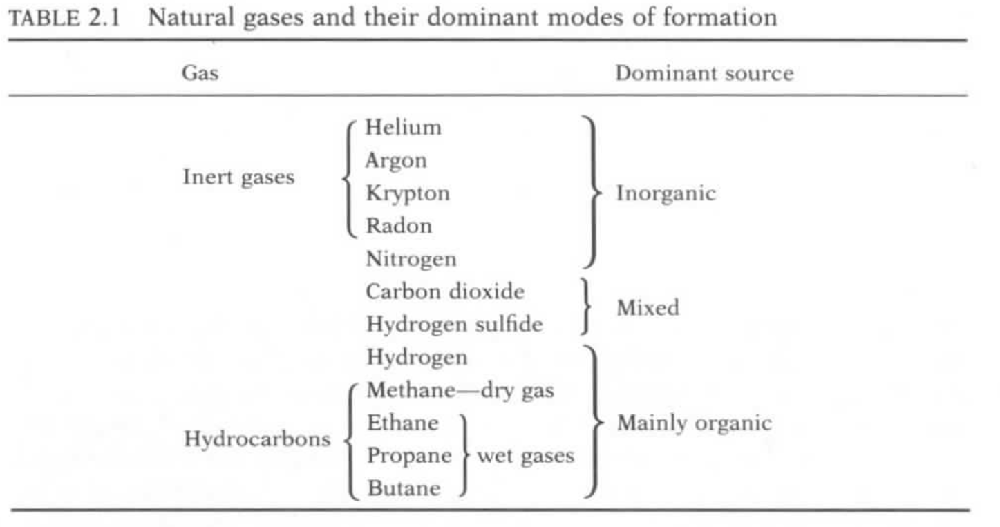 TABLE 2.1 Natural gases and their dominant modes of formation
Gas Dominant source
Helium
Argon
Inert gases
Krypton Inorganic
Radon
Nitrogen
Carbon dioxide
Mixed
Hydrogen sulfide
Hydrogen
Methane—dry gas
Ethane Mainly organic
Hydrocarbons
Propane wet gases
Butane